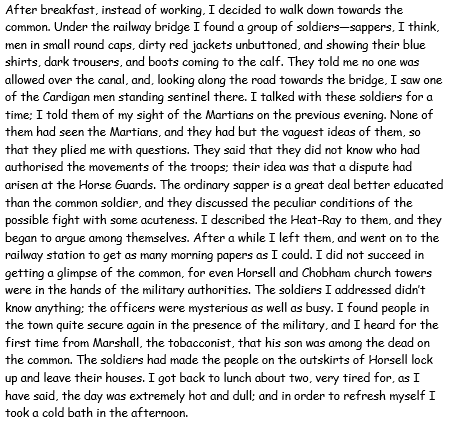 After breakfast, instead of working, I decided to walk down towards the
common. Under the railway bridge I found a group of soldiers—sappers, I think,
men in small round caps, dirty red jackets unbuttoned, and showing their blue
shirts, dark trousers, and boots coming to the calf. They told me no one was
allowed over the canal, and, looking along the road towards the bridge, I saw one
of the Cardigan men standing sentinel there. I talked with these soldiers for a
time; I told them of my sight of the Martians on the previous evening. None of
them had seen the Martians, and they had but the vaguest ideas of them, so
that they plied me with questions. They said that they did not know who had
authorised the movements of the troops; their idea was that a dispute had
arisen at the Horse Guards. The ordinary sapper is a great deal better educated
than the common soldier, and they discussed the peculiar conditions of the
possible fight with some acuteness. I described the Heat-Ray to them, and they
began to argue among themselves. After a while I left them, and went on to the
railway station to get as many morning papers as I could. I did not succeed in
getting a glimpse of the common, for even Horsell and Chobham church towers
were in the hands of the military authorities. The soldiers I addressed didn't
know anything; the officers were mysterious as well as busy. I found people in
the town quite secure again in the presence of the military, and I heard for the
first time from Marshall, the tobacconist, that his son was among the dead on
the common. The soldiers had made the people on the outskirts of Horsell lock
up and leave their houses. I got back to lunch about two, very tired for, as I
have said, the day was extremely hot and dull; and in order to refresh myself I
took a cold bath in the afternoon.